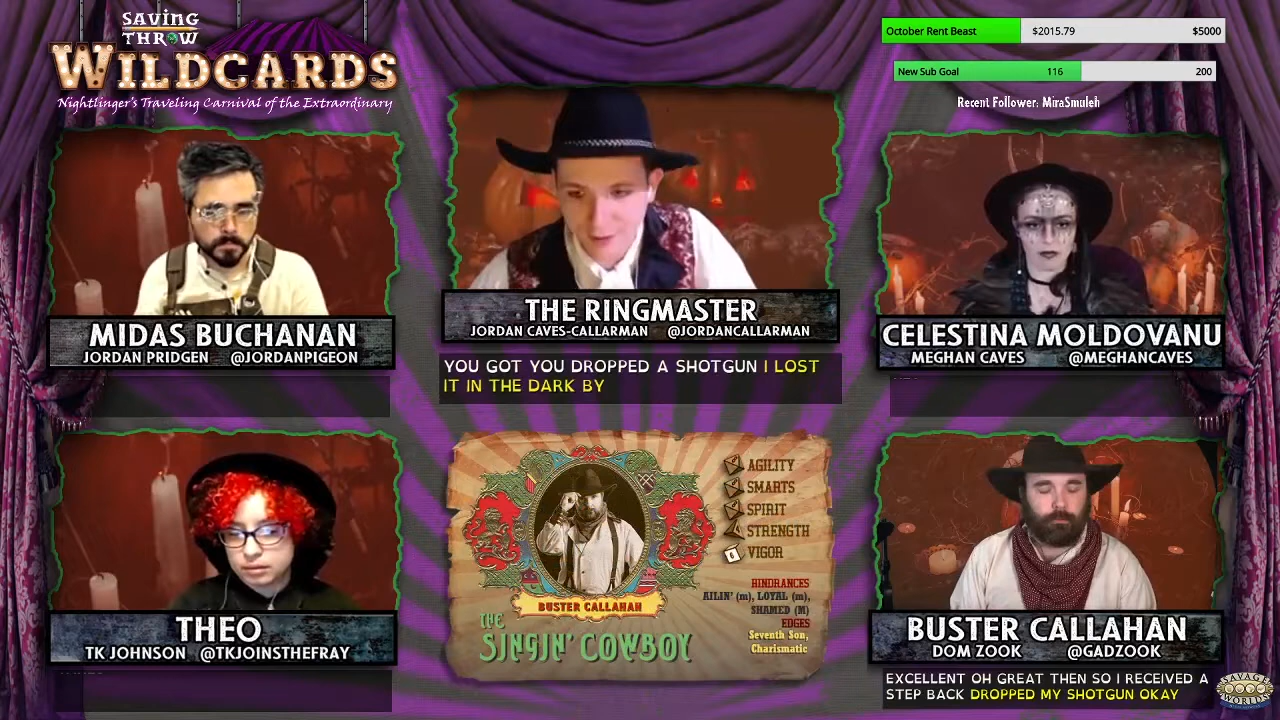 SAVING
THROW
WILDCARDS
Nightlinger's Traveling Carnival of the Extraordinary
October Rent Beast $2015.79 $5000
New Sub Goal 116 200
Recent Follower: MiraSmuleh
MIDAS BUCHANAN
JORDAN PRIDGEN @JORDANPIGEON
THE RINGMASTER
JORDAN CAVES-CALLARMAN @JORDANCALLARMAN
YOU GOT YOU DROPPED A SHOTGUN I LOST
IT IN THE DARK BY
CELESTINA MOLDOVANU
MEGHAN CAVES @MEGHANCAVES
THEO
TK JOHNSON @TKJOINSTHEFRAY
AGILITY
SMARTS
SPIRIT
STRENGTH
6 VIGOR
HINDRANCES
AILIN' (m), LOYAL (m),
SHAMED (M)
EDGES
Seventh Son,
Charismatic
BUSTER CALLAHAN
THE
SINGIN' COWBOY
BUSTER CALLAHAN
DOM ZOOK @GADZOOK
EXCELLENT OH GREAT THEN SO I RECEIVED A
STEP BACK DROPPED MY SHOTGUN OKAY
SAVAGE
WORLDS